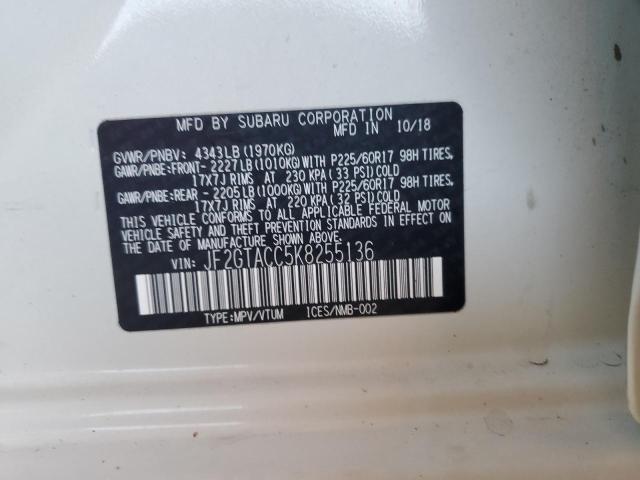 MFD BY SUBARU CORPORATION
MFD IN 10/18
GVWR/PNBV: 4343LB(1970KG)
GAWR/PNBE:FRONT- 2227LB(1010KG)WITH P225/60R17 98H TIRES,
17X7J RIMS AT 230 KPA(33 PSI)COLD
GAWR/PNBE:REAR - 2205LB(1000KG)WITH P225/60R17 98H TIRES,
17X7J RIMS AT 220 KPA(32 PSI)COLD
THIS VEHICLE CONFORMS TO ALL APPLICABLE FEDERAL MOTOR
VEHICLE SAFETY AND THEFT PREVENTION STANDARDS IN EFFECT ON
THE DATE OF MANUFACTURE SHOWN ABOVE.
VIN: JF2GTACC5K8255136
TYPE:MPV/VTUM ICES/NMB-002